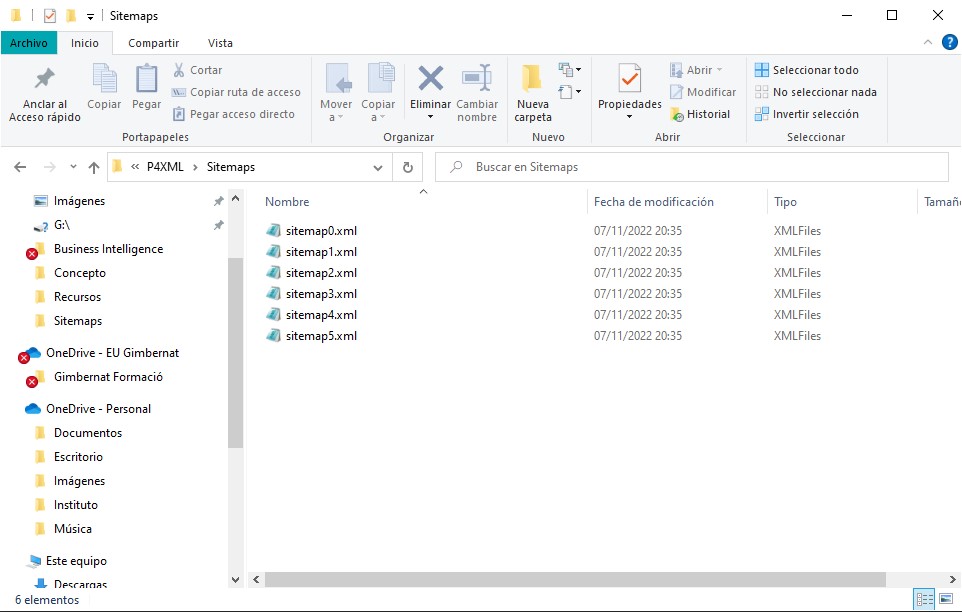 Sitemaps
Archivo Inicio Compartir Vista
Anclar al Acceso rápido
Copiar
Pegar
Cortar
Copiar ruta de acceso
Pegar acceso directo
Portapapeles
Mover a
Copiar a
Eliminar
Cambiar nombre
Organizar
Nueva carpeta
Nuevo
Propiedades
Abrir
Modificar
Historial
Abrir
Seleccionar todo
No seleccionar nada
Invertir selección
Seleccionar
« P4XML > Sitemaps
Buscar en Sitemaps
Imágenes
G:\
Business Intelligence
Concepto
Recursos
Sitemaps
OneDrive - EU Gimbernat
Gimbernat Formació
OneDrive - Personal
Documentos
Escritorio
Imágenes
Instituto
Música
Este equipo
Descargas
Nombre Fecha de modificación Tipo Tamañ
sitemap0.xml 07/11/2022 20:35 XMLFiles
sitemap1.xml 07/11/2022 20:35 XMLFiles
sitemap2.xml 07/11/2022 20:35 XMLFiles
sitemap3.xml 07/11/2022 20:35 XMLFiles
sitemap4.xml 07/11/2022 20:35 XMLFiles
sitemap5.xml 07/11/2022 20:35 XMLFiles
6 elementos